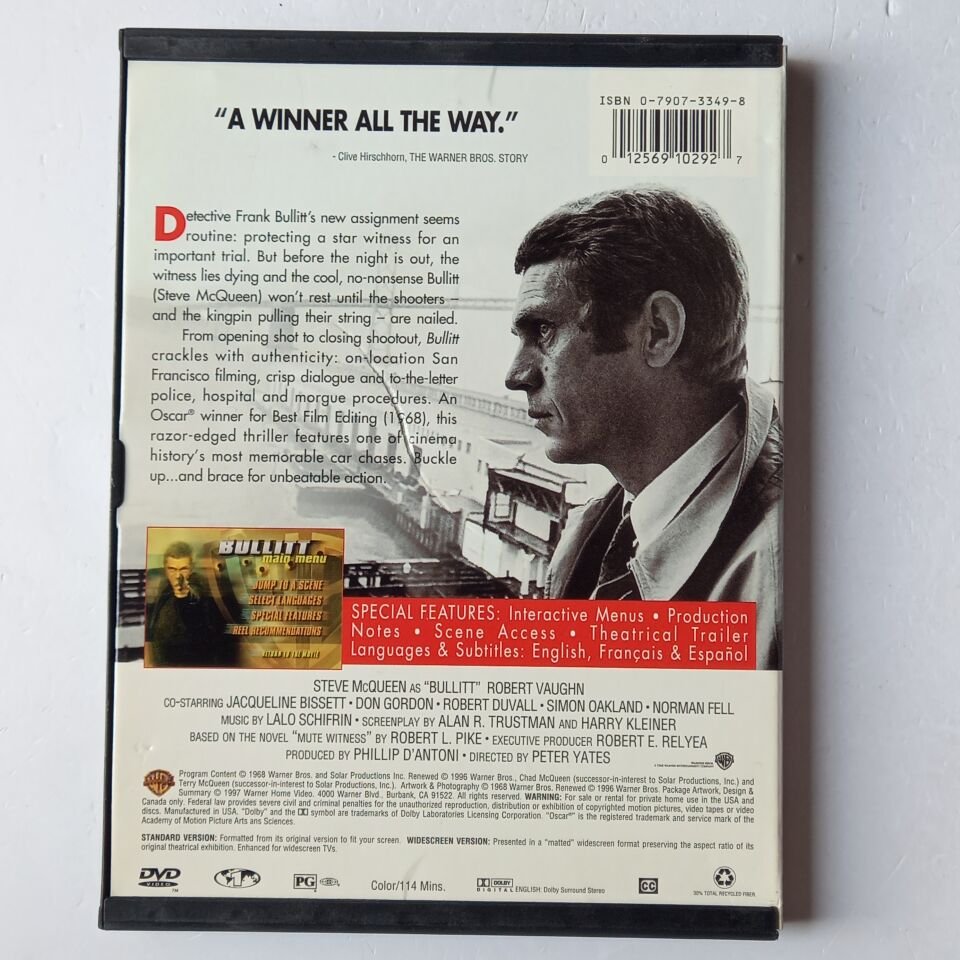 "A WINNER ALL THE WAY."
- Clive Hirschhorn, THE WARNER BROS. STORY
ISBN 0-7907-3349-8
0 12569 10292 7
Detective Frank Bullitt's new assignment seems
routine: protecting a star witness for an
important trial. But before the night is out, the
witness lies dying and the cool, no-nonsense Bullitt
(Steve McQueen) won't rest until the shooters –
and the kingpin pulling their string – are nailed.
From opening shot to closing shootout, Bullitt
crackles with authenticity: on-location San
Francisco filming, crisp dialogue and to-the-letter
police, hospital and morgue procedures. An
Oscar® winner for Best Film Editing (1968), this
razor-edged thriller features one of cinema
history's most memorable car chases. Buckle
up...and brace for unbeatable action.
BULLITT
main menu
JUMP TO A SCENE
SELECT LANGUAGES
SPECIAL FEATURES
REEL RECOMMENDATIONS
RETURN TO THE MOVIE
SPECIAL FEATURES: Interactive Menus • Production
Notes • Scene Access • Theatrical Trailer
Languages & Subtitles: English, Français & Español
STEVE McQUEEN AS "BULLITT" ROBERT VAUGHN
CO-STARRING JACQUELINE BISSETT • DON GORDON • ROBERT DUVALL • SIMON OAKLAND • NORMAN FELL
MUSIC BY LALO SCHIFRIN • SCREENPLAY BY ALAN R. TRUSTMAN AND HARRY KLEINER
BASED ON THE NOVEL "MUTE WITNESS" BY ROBERT L. PIKE • EXECUTIVE PRODUCER ROBERT E. RELYEA
PRODUCED BY PHILLIP D'ANTONI • DIRECTED BY PETER YATES
Program Content © 1968 Warner Bros. and Solar Productions Inc. Renewed © 1996 Warner Bros., Chad McQueen (successor-in-interest to Solar Productions, Inc.) and
Terry McQueen (successor-in-interest to Solar Productions, Inc.). Artwork & Photography © 1968 Warner Bros. Renewed © 1996 Warner Bros. Package Artwork, Design &
Summary © 1997 Warner Home Video. 4000 Warner Blvd., Burbank, CA 91522. All rights reserved. WARNING: For sale or rental for private home use in the USA and
Canada only. Federal law provides severe civil and criminal penalties for the unauthorized reproduction, distribution or exhibition of copyrighted motion pictures, video tapes or video
discs. Manufactured in USA. "Dolby" and the DD symbol are trademarks of Dolby Laboratories Licensing Corporation. "Oscar®" is the registered trademark and service mark of the
Academy of Motion Picture Arts ans Sciences.
STANDARD VERSION: Formatted from its original version to fit your screen. WIDESCREEN VERSION: Presented in a "matted" widescreen format preserving the aspect ratio of its
original theatrical exhibition. Enhanced for widescreen TVs.
DVD VIDEO TM
1
PG
Color/114 Mins.
DOLBY DIGITAL ENGLISH: Dolby Surround Stereo
CC
30% TOTAL RECYCLED FIBER